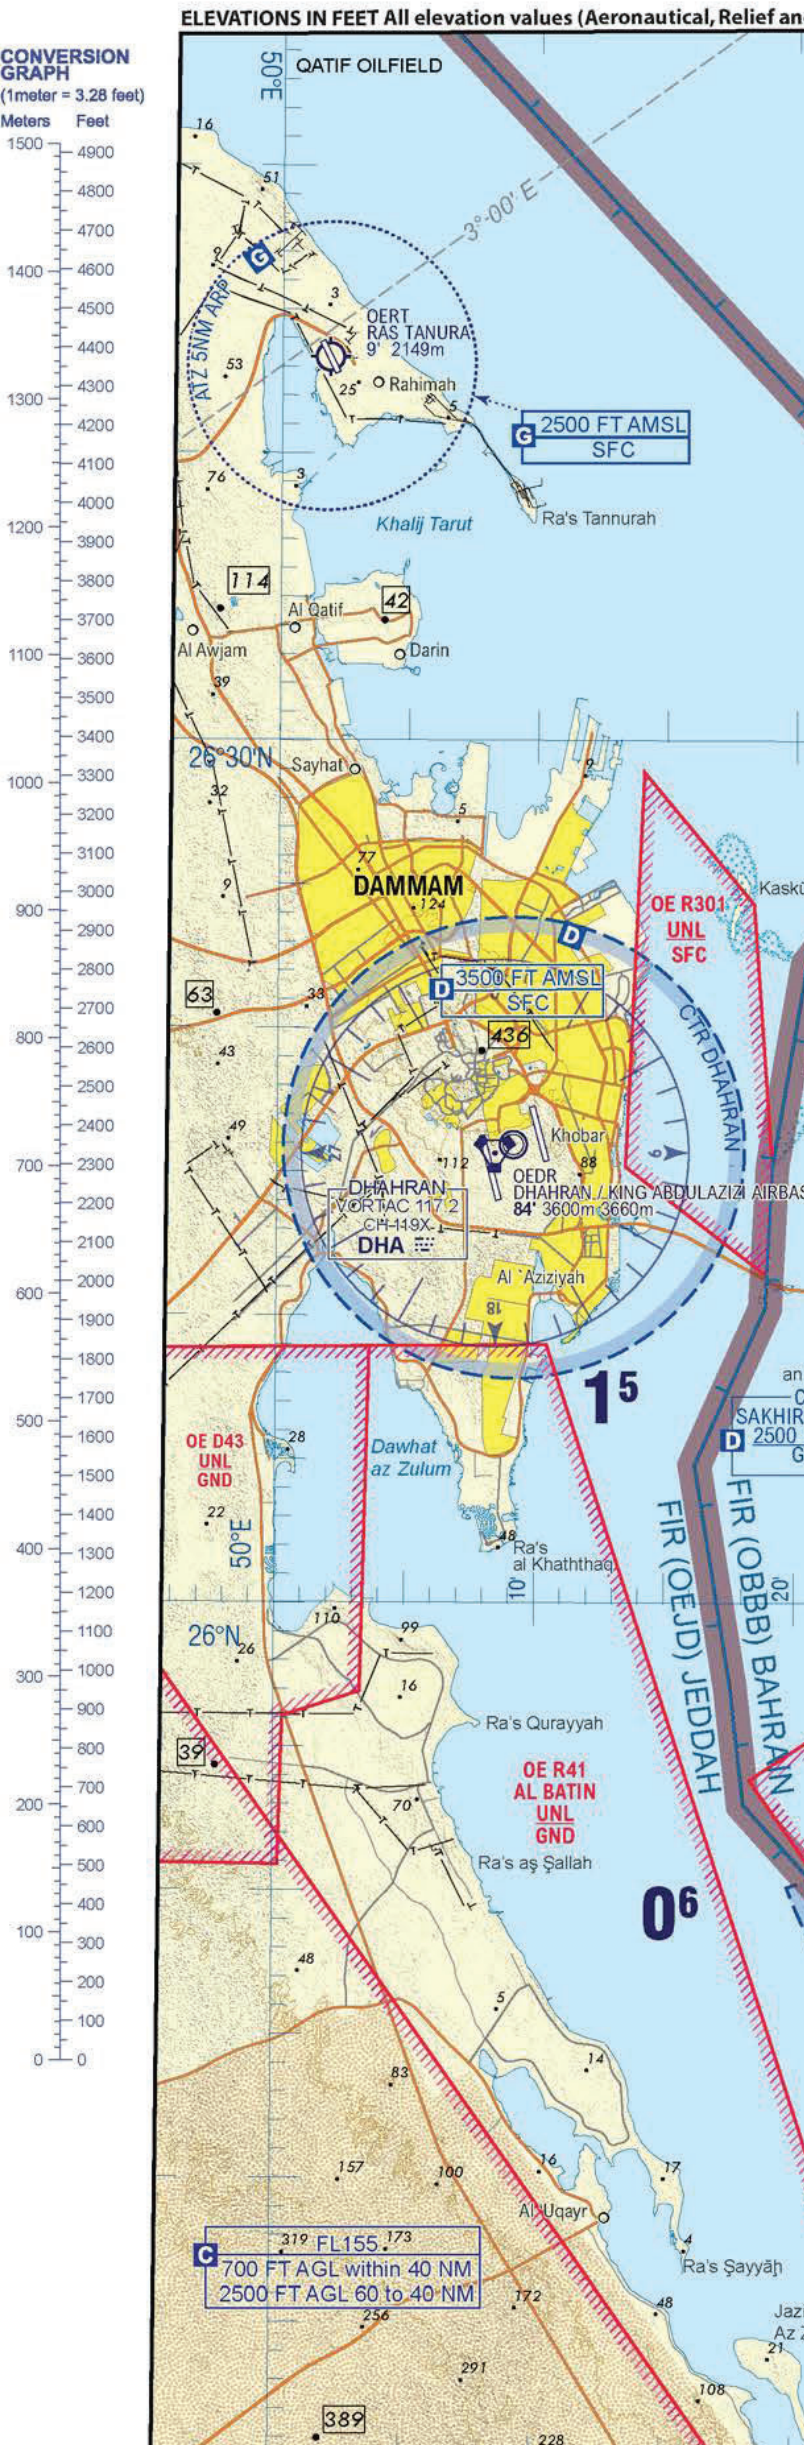 ELEVATIONS IN FEET All elevation values (Aeronautical, Relief an
CONVERSION
GRAPH
(1meter = 3.28 feet)
Meters Feet
1500
4900
4800
4700
1400
4600
4500
4400
1300
4300
4200
4100
4000
1200
3900
3800
3700
1100
3600
3500
3400
1000
3300
3200
3100
3000
900
2900
2800
2700
800
2600
2500
2400
700
2300
2200
2100
600
2000
1900
1800
1700
500
1600
1500
1400
400
1300
1200
1100
300
1000
900
800
700
200
600
500
400
100
300
200
100
0 0
50°E
QATIF OILFIELD
16
51
3°-00' E
G
9
ATZ 5NM ARP
3
OERT
RAS TANURA
9' 2149m
53
25
Rahimah
5
G
2500 FT AMSL
SFC
76
3
Khalij Tarut
Ra's Tannurah
114
42
Al Qatif
Al Awjam
Darin
39
26°30'N
Sayhat
9
32
5
77
DAMMAM
124
9
Kaskū
OE R301
UNL
SFC
D
D
3500 FT AMSL
SFC
63
33
436
CTR DHAHRAN
43
49
27
Khobar
9
112
88
OEDR
DHAHRAN / KING ABDULAZIZI AIRBAS
84' 3600m 3660m
DHAHRAN
VORTAC 117.2
CH 119X
DHA
Al `Aziziyah
18
15
an
C
SAKHIR
D
2500
G
OE D43
UNL
GND
28
Dawhat
az Zulum
22
50°E
48
Ra's
al Khaththaq
10'
20'
FIR (OBBB) BAHRAIN
FIR (OEJD) JEDDAH
110
26°N
99
26
16
Ra's Qurayyah
39
OE R41
AL BATIN
UNL
GND
70
Ra's aş Şallah
06
48
5
14
83
157
100
16
17
Al 'Uqayr
4
Ra's Şayyāḩ
C
319
FL155
173
700 FT AGL within 40 NM
2500 FT AGL 60 to 40 NM
172
256
48
Jazi
Az Z
21
291
108
389
228